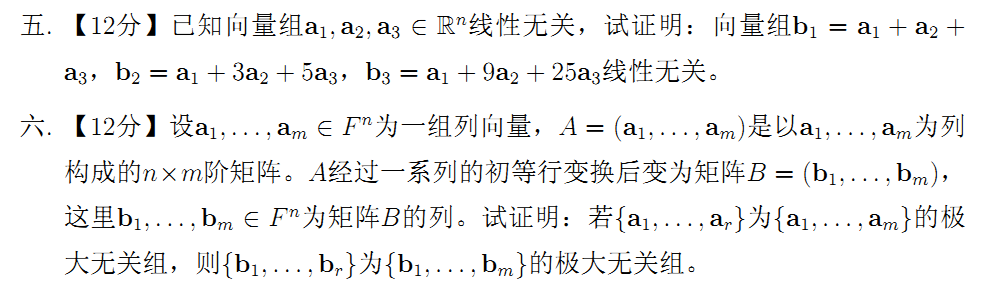 五. 【12分】已知向量组a₁, a₂, a₃ ∈ ℝⁿ线性无关，试证明：向量组b₁ = a₁ + a₂ +
a₃，b₂ = a₁ + 3a₂ + 5a₃，b₃ = a₁ + 9a₂ + 25a₃线性无关。
六. 【12分】设a₁, . . . , aₘ ∈ Fⁿ为一组列向量，A = (a₁, . . . , aₘ)是以a₁, . . . , aₘ为列
构成的n×m阶矩阵。A经过一系列的初等行变换后变为矩阵B = (b₁, . . . , bₘ)，
这里b₁, . . . , bₘ ∈ Fⁿ为矩阵B的列。试证明：若{a₁, . . . , aᵣ}为{a₁, . . . , aₘ}的极
大无关组，则{b₁, . . . , bᵣ}为{b₁, . . . , bₘ}的极大无关组。